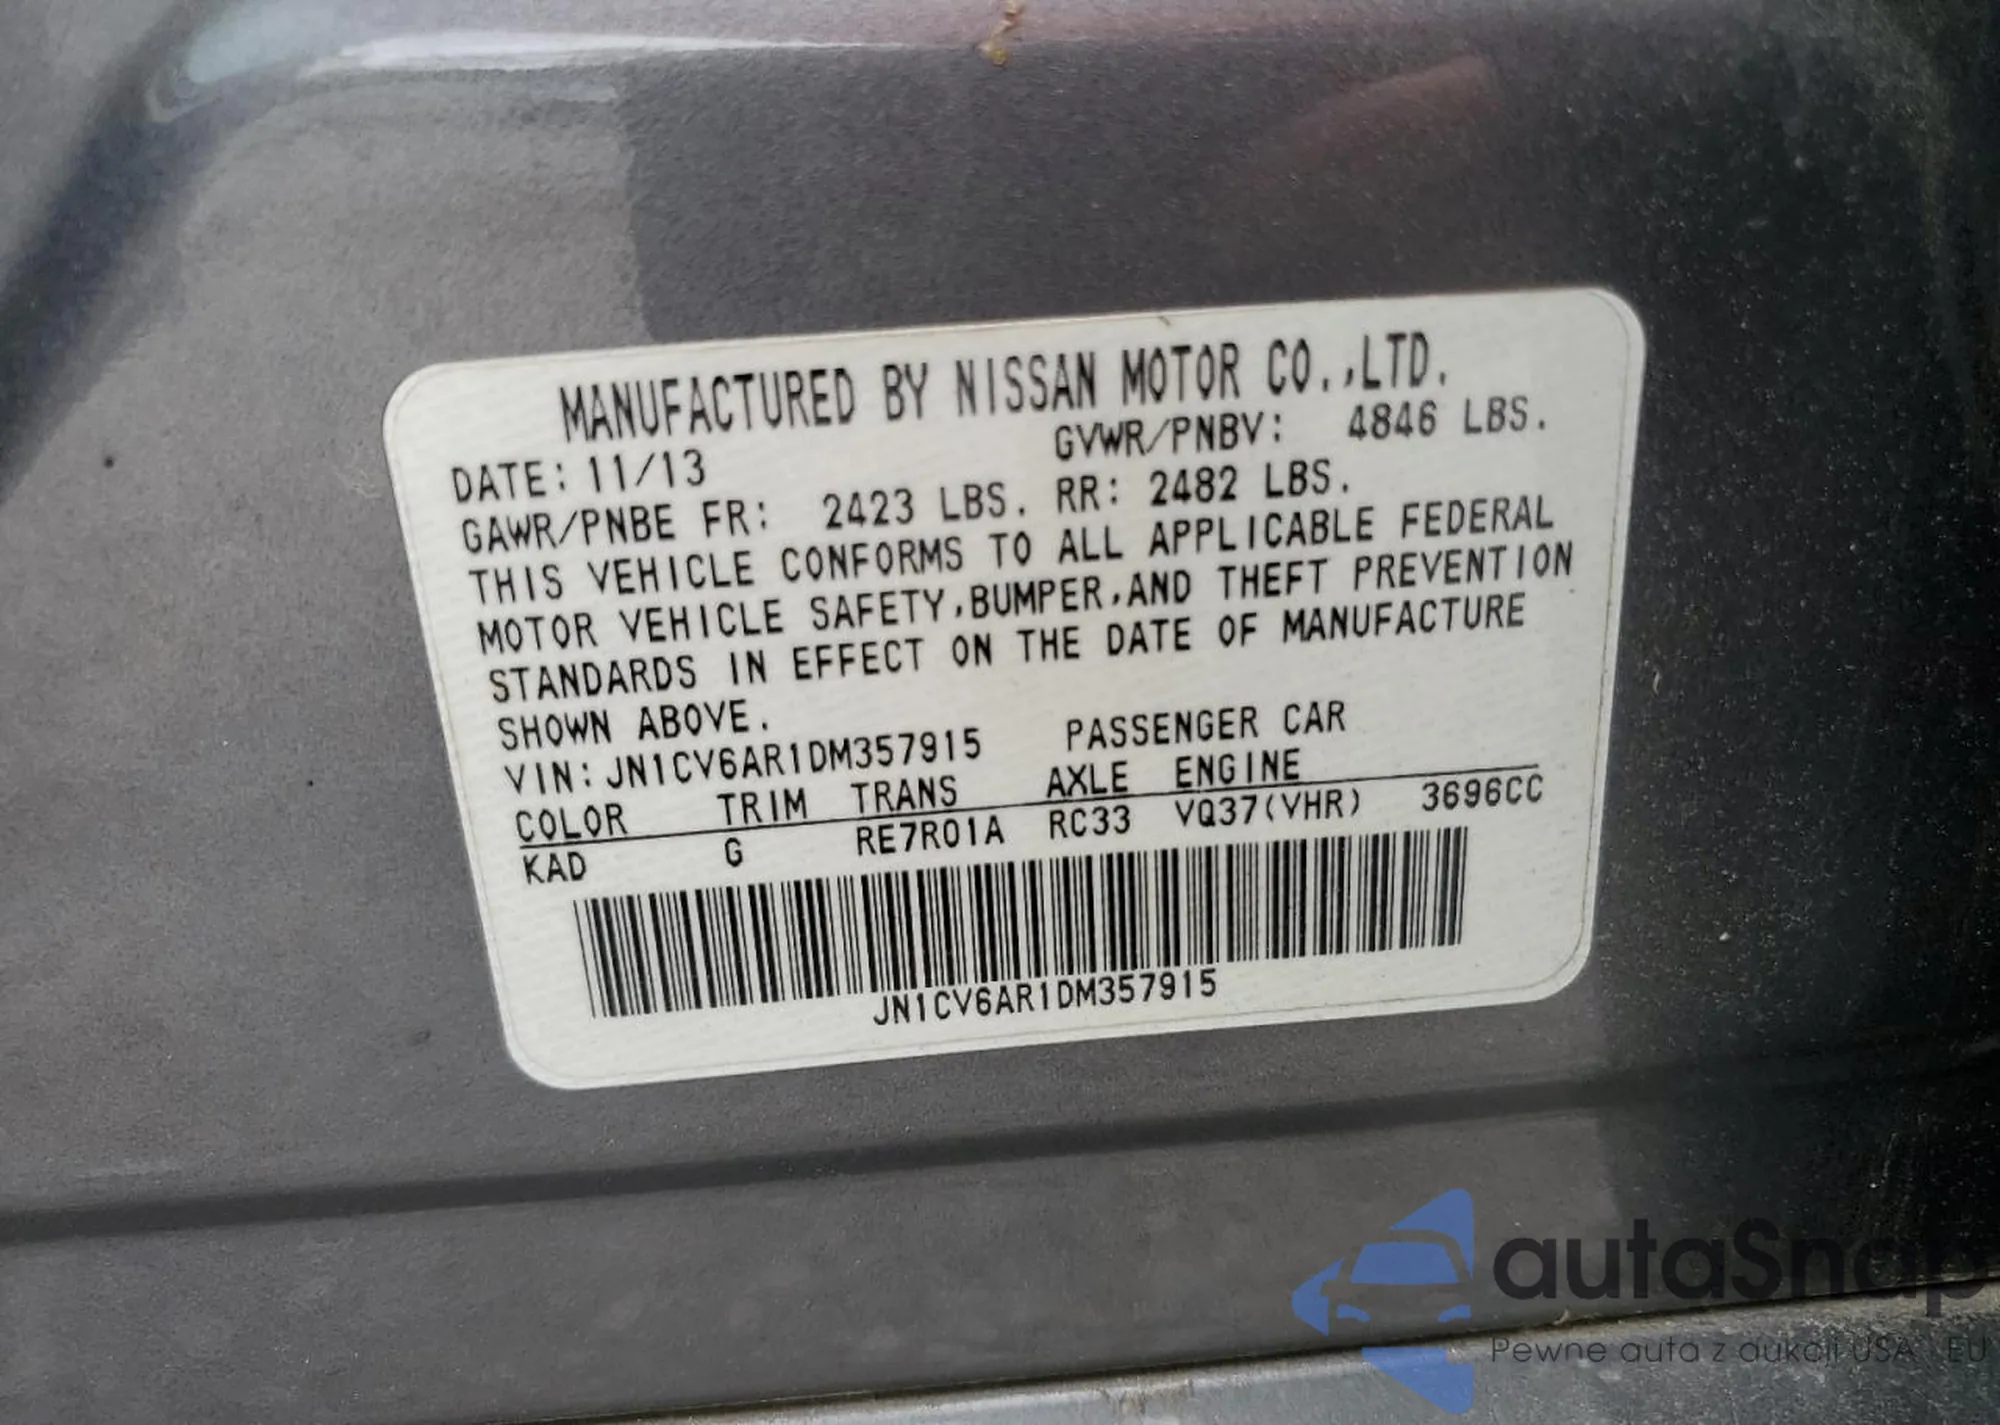 MANUFACTURED BY NISSAN MOTOR CO.,LTD.
DATE: 11/13 GVWR/PNBV: 4846 LBS.
GAWR/PNBE FR: 2423 LBS. RR: 2482 LBS.
THIS VEHICLE CONFORMS TO ALL APPLICABLE FEDERAL
MOTOR VEHICLE SAFETY,BUMPER,AND THEFT PREVENTION
STANDARDS IN EFFECT ON THE DATE OF MANUFACTURE
SHOWN ABOVE.
VIN: JN1CV6AR1DM357915 PASSENGER CAR
COLOR TRIM TRANS AXLE ENGINE
KAD G RE7R01A RC33 VQ37(VHR) 3696CC
JN1CV6AR1DM357915
autaSnap
Pewne auta z aukcji USA EU